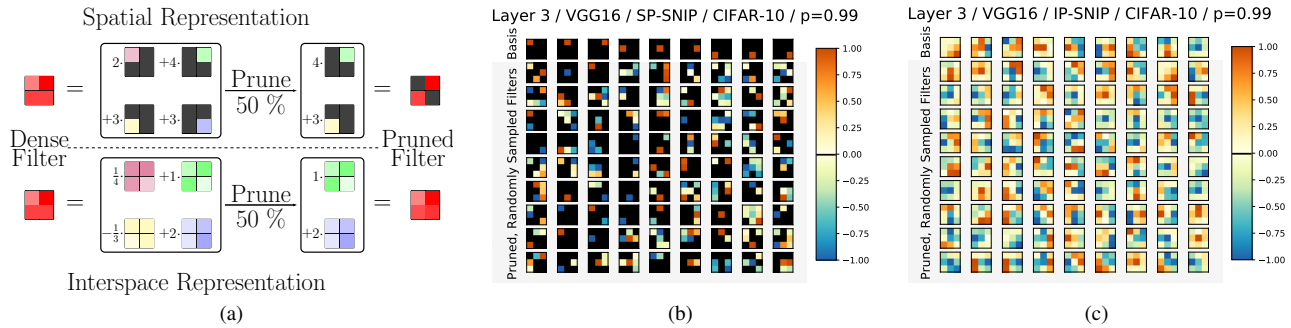 Spatial Representation
2·
+4·
+3·
+3·
Prune
50 %
4·
+3·
=
=
Dense
Filter
Pruned
Filter
=
=
1/4·
+1·
−1/3·
+2·
Prune
50 %
1·
+2·
Interspace Representation
(a)
Layer 3 / VGG16 / SP-SNIP / CIFAR-10 / p=0.99
Basis
Pruned, Randomly Sampled Filters
1.00
0.75
0.50
0.25
0.00
−0.25
−0.50
−0.75
−1.00
(b)
Layer 3 / VGG16 / IP-SNIP / CIFAR-10 / p=0.99
Basis
Pruned, Randomly Sampled Filters
1.00
0.75
0.50
0.25
0.00
−0.25
−0.50
−0.75
−1.00
(c)